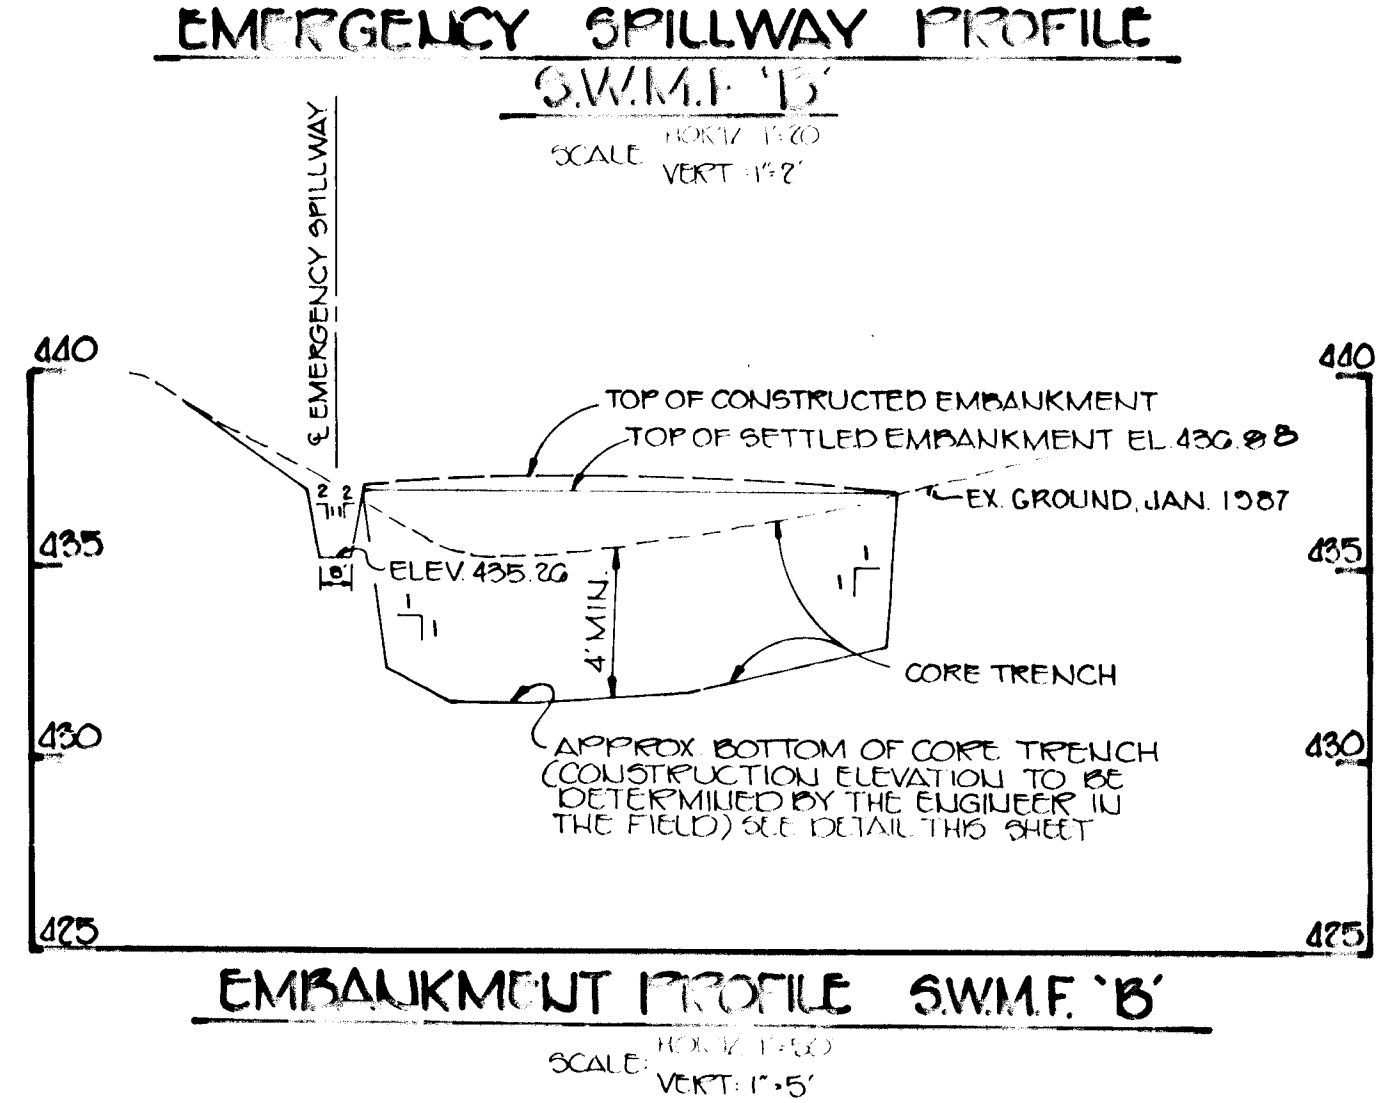 EMERGENCY SPILLWAY PROFILE
S.W.M.F. 'B'
SCALE HORIZ 1"=20'
VERT : 1"=2'
℄ EMERGENCY SPILLWAY
440
440
TOP OF CONSTRUCTED EMBANKMENT
TOP OF SETTLED EMBANKMENT EL. 436.88
2 2
1 1
EX. GROUND, JAN. 1987
435
435
8'
ELEV. 435.26
1
1
1
1
4' MIN.
CORE TRENCH
430
430
APPROX. BOTTOM OF CORE TRENCH
(CONSTRUCTION ELEVATION TO BE
DETERMINED BY THE ENGINEER IN
THE FIELD) SEE DETAIL THIS SHEET
425
425
EMBANKMENT PROFILE S.W.M.F. 'B'
SCALE: HORIZ 1"=50'
VERT: 1"=5'